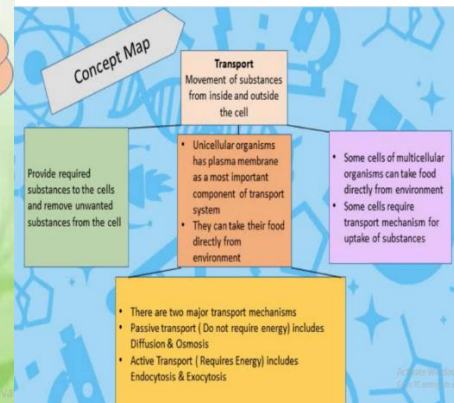 Concept Map
Transport
Movement of substances
from inside and outside
the cell
Provide required
substances to the cells
and remove unwanted
substances from the cell
• Unicellular organisms
has plasma membrane
as a most important
component of transport
system
• They can take their food
directly from
environment
• Some cells of multicellular
organisms can take food
directly from environment
• Some cells require
transport mechanism for
uptake of substances
• There are two major transport mechanisms
• Passive transport ( Do not require energy) includes
Diffusion & Osmosis
• Active Transport ( Requires Energy) includes
Endocytosis & Exocytosis